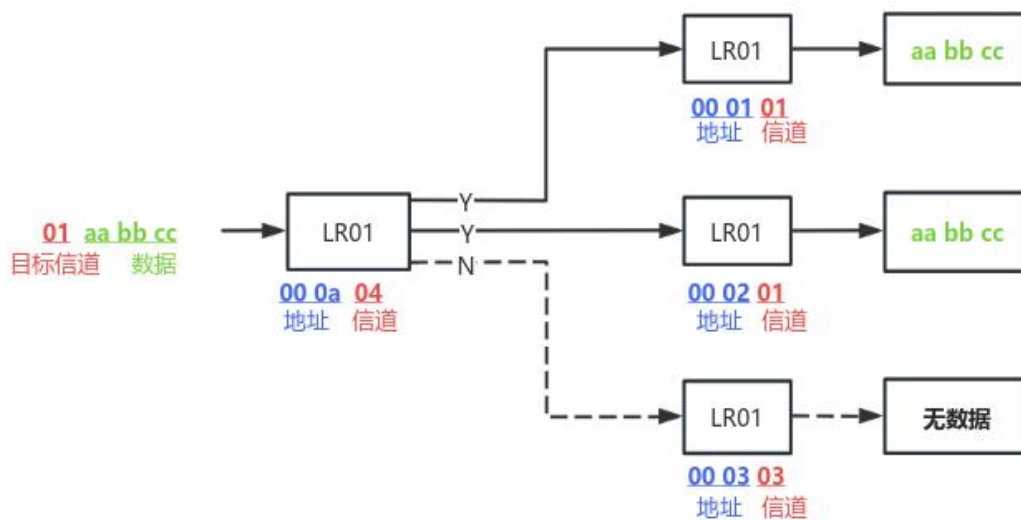 LR01
aa bb cc
00 01 01
地址 信道
Y
01 aa bb cc
目标信道 数据
LR01
Y
LR01
aa bb cc
N
00 0a 04
地址 信道
00 02 01
地址 信道
LR01
无数据
00 03 03
地址 信道